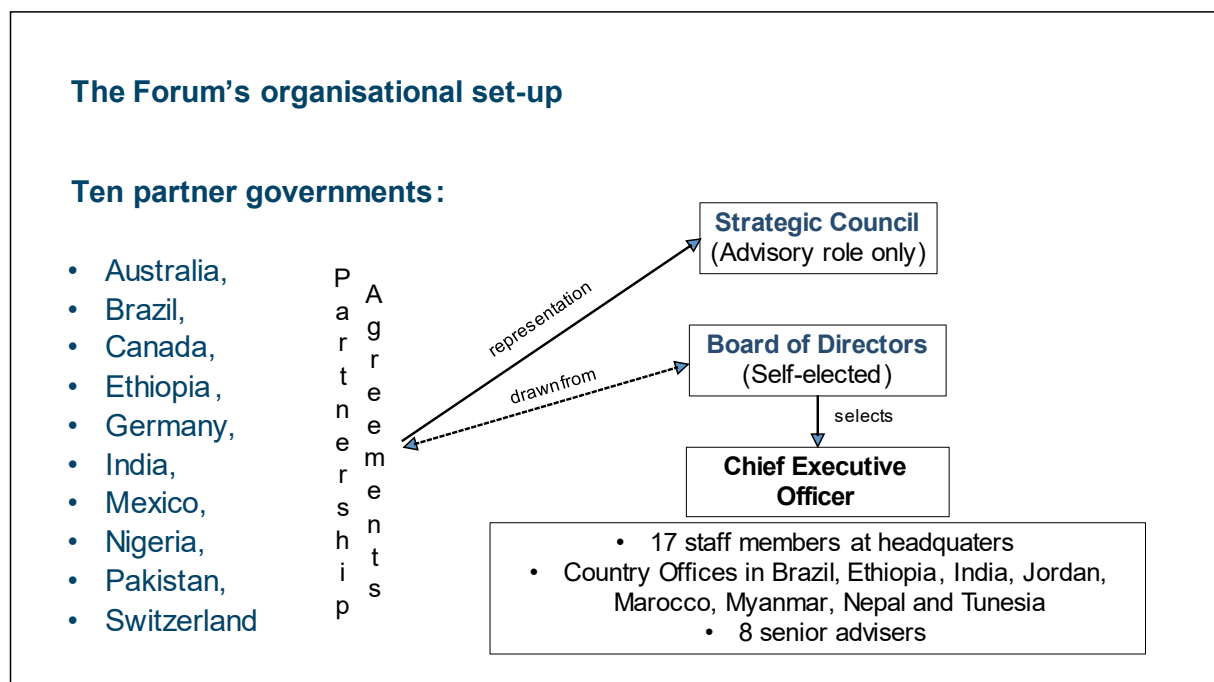 The Forum's organisational set-up
Ten partner governments:
• Australia,
• Brazil,
• Canada,
• Ethiopia,
• Germany,
• India,
• Mexico,
• Nigeria,
• Pakistan,
• Switzerland
Partnership
Agreements
representation
drawn from
Strategic Council
(Advisory role only)
Board of Directors
(Self-elected)
selects
Chief Executive
Officer
• 17 staff members at headquaters
• Country Offices in Brazil, Ethiopia, India, Jordan,
Marocco, Myanmar, Nepal and Tunesia
• 8 senior advisers